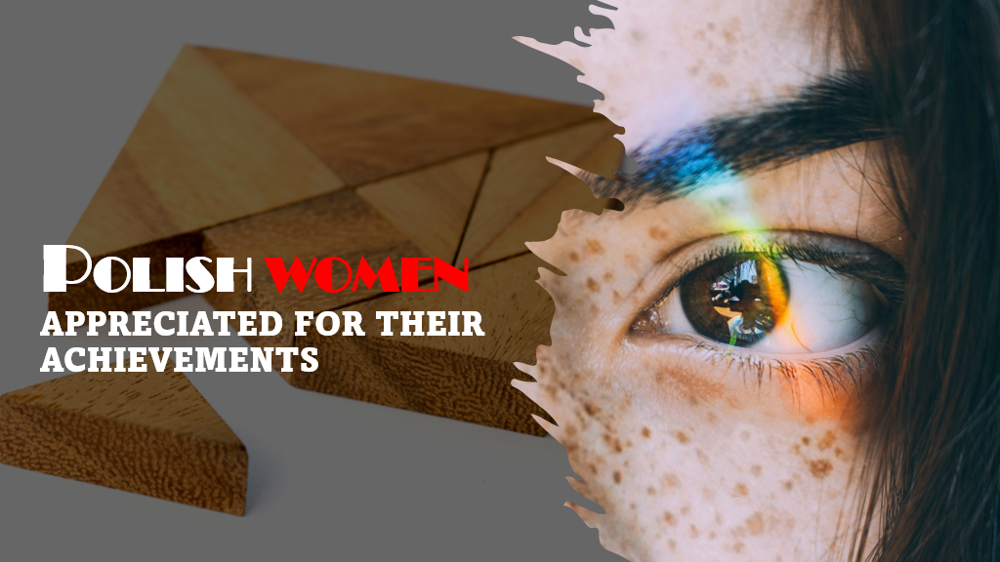 Polish women
APPRECIATED FOR THEIR
ACHIEVEMENTS